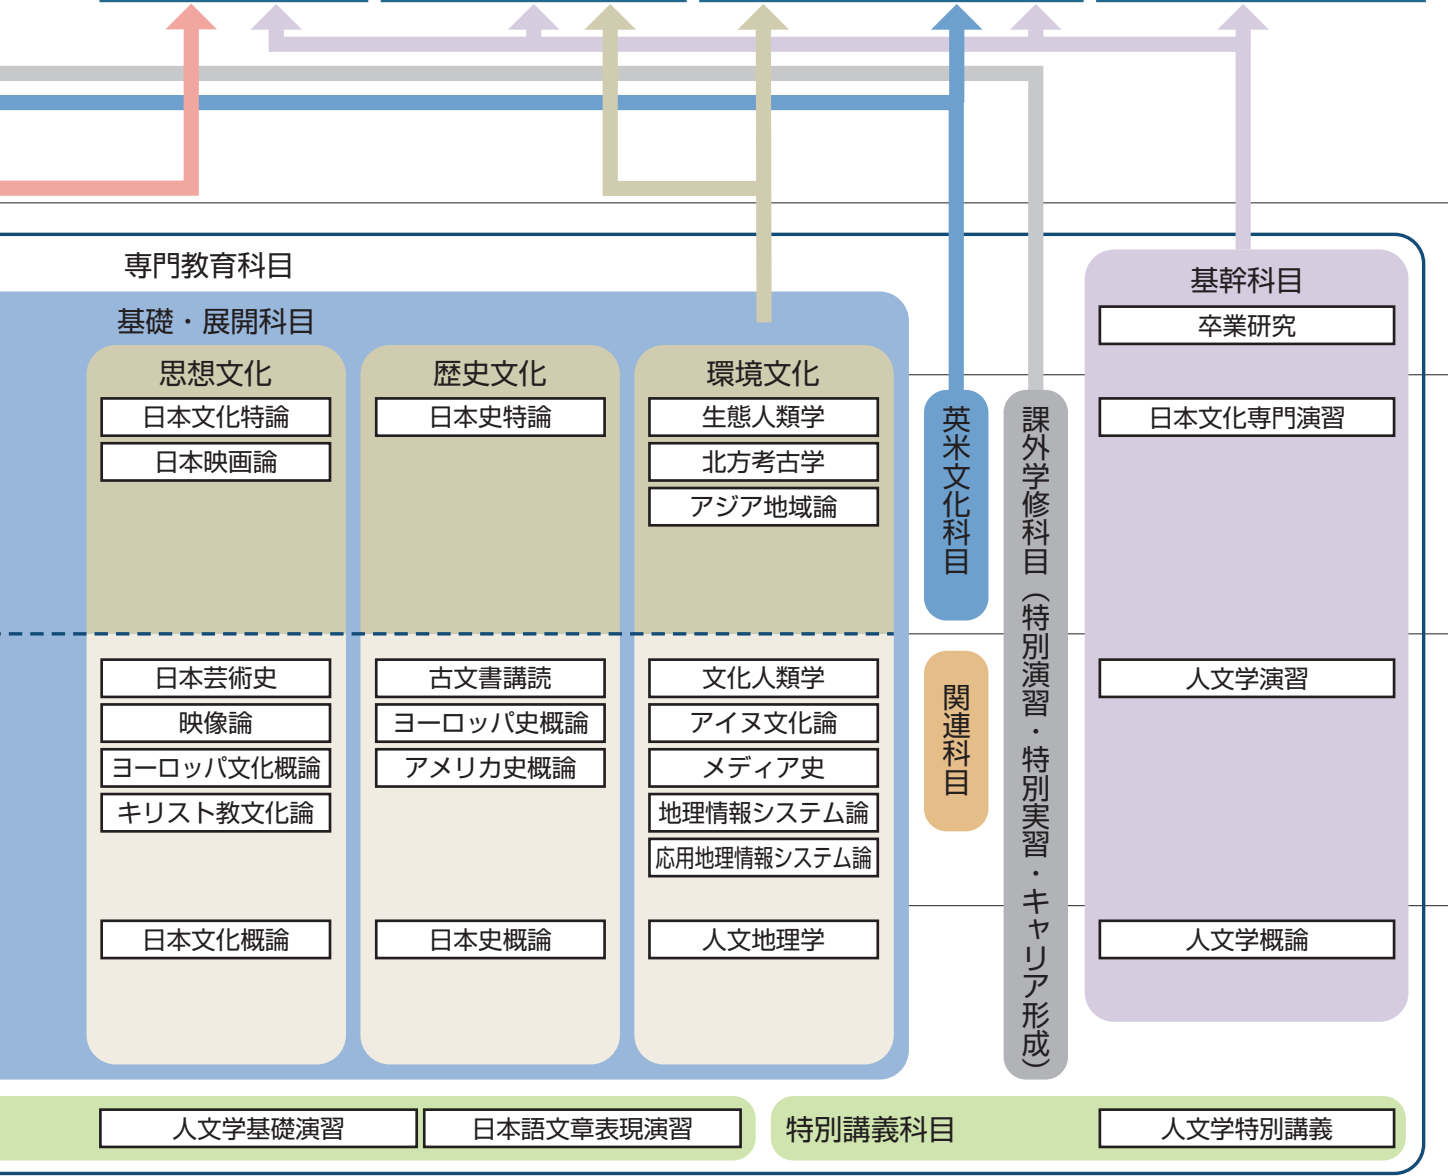 専門教育科目
基礎・展開科目
思想文化
日本文化特論
日本映画論
日本芸術史
映像論
ヨーロッパ文化概論
キリスト教文化論
日本文化概論
歴史文化
日本史特論
古文書講読
ヨーロッパ史概論
アメリカ史概論
日本史概論
環境文化
生態人類学
北方考古学
アジア地域論
文化人類学
アイヌ文化論
メディア史
地理情報システム論
応用地理情報システム論
人文地理学
英米文化科目
関連科目
課外学修科目（特別演習・特別実習・キャリア形成）
基幹科目
卒業研究
日本文化専門演習
人文学演習
人文学概論
人文学基礎演習
日本語文章表現演習
特別講義科目
人文学特別講義